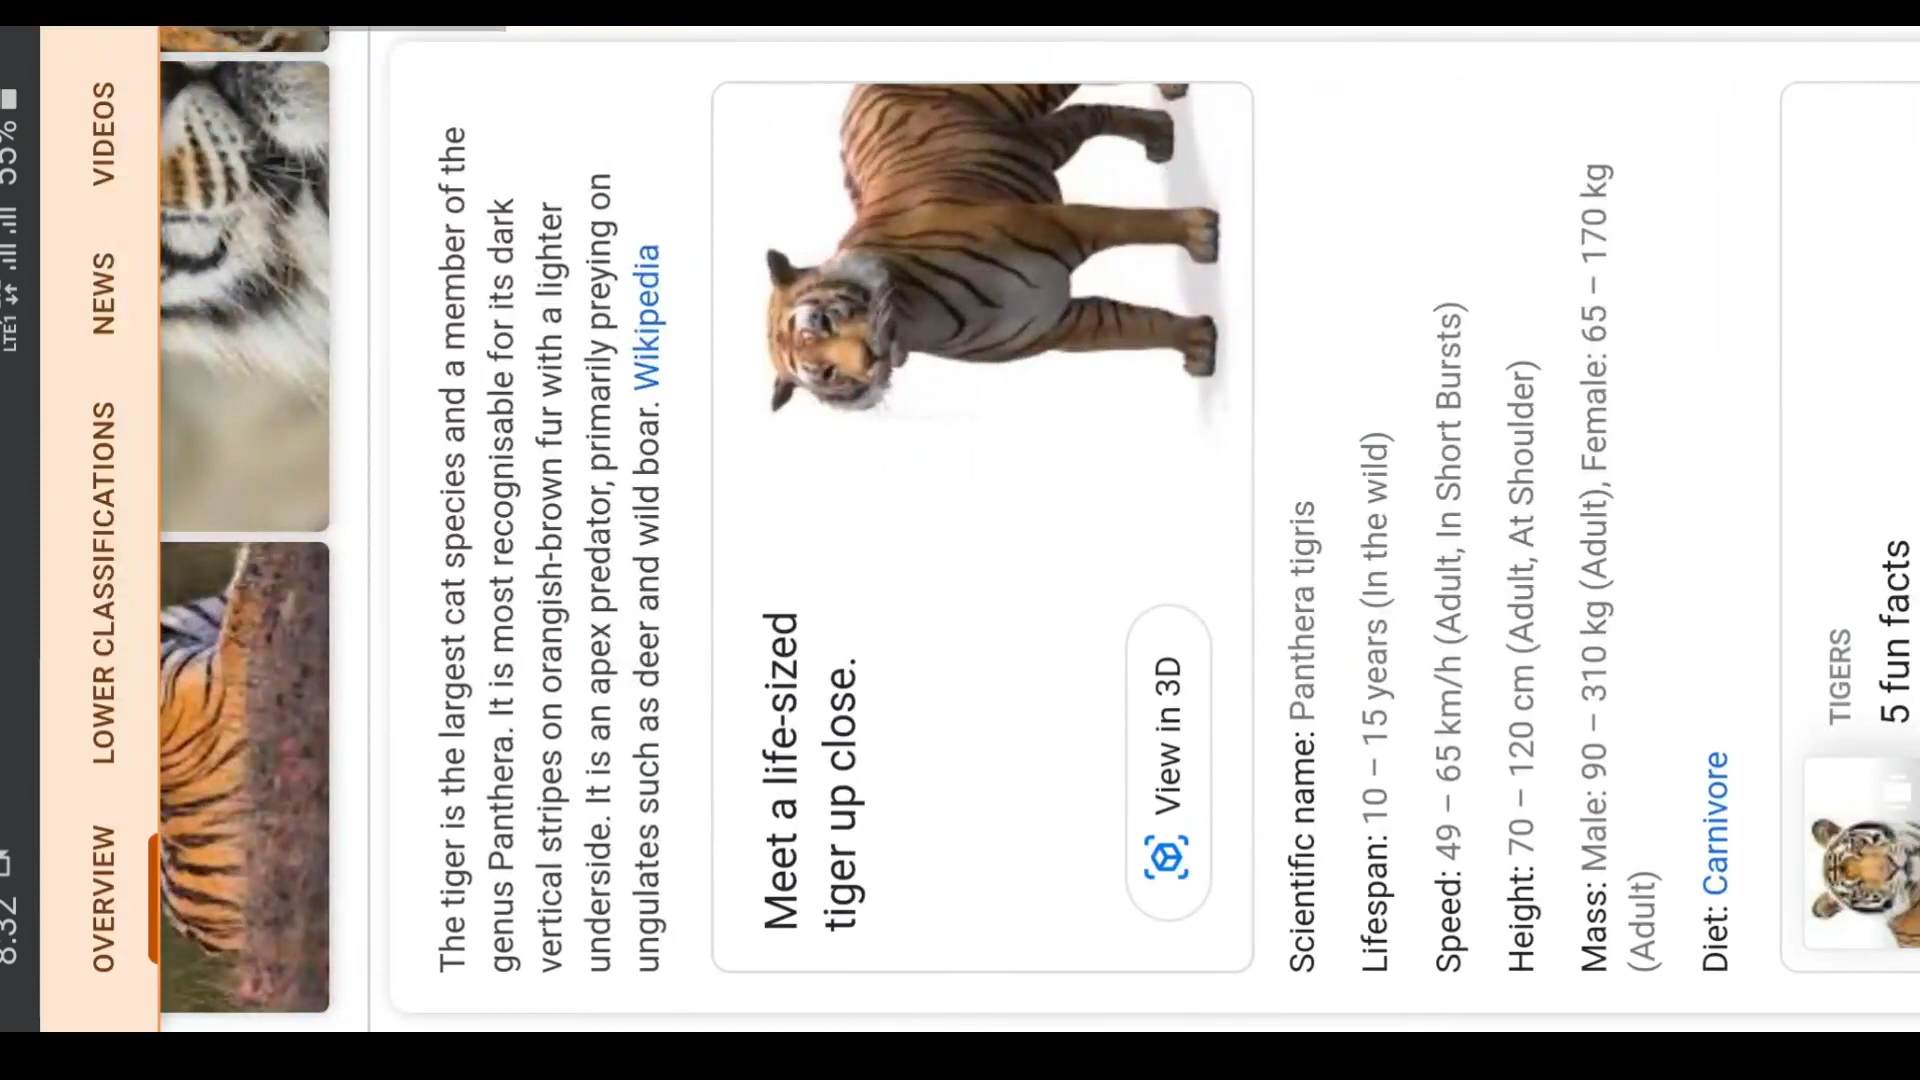 8:32 LTE1 55%
OVERVIEW LOWER CLASSIFICATIONS NEWS VIDEOS
The tiger is the largest cat species and a member of the
genus Panthera. It is most recognisable for its dark
vertical stripes on orangish-brown fur with a lighter
underside. It is an apex predator, primarily preying on
ungulates such as deer and wild boar. Wikipedia
Meet a life-sized
tiger up close.
View in 3D
Scientific name: Panthera tigris
Lifespan: 10 – 15 years (In the wild)
Speed: 49 – 65 km/h (Adult, In Short Bursts)
Height: 70 – 120 cm (Adult, At Shoulder)
Mass: Male: 90 – 310 kg (Adult), Female: 65 – 170 kg
(Adult)
Diet: Carnivore
TIGERS
5 fun facts